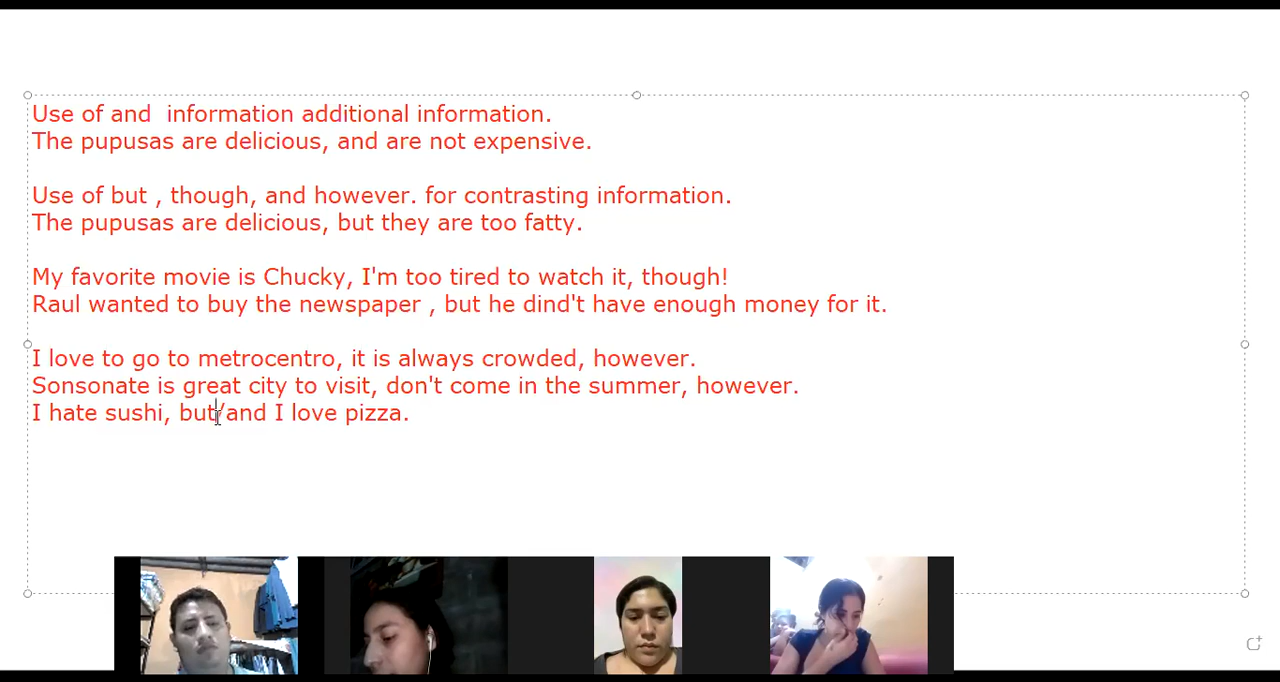 Use of and  information additional information.
The pupusas are delicious, and are not expensive.
Use of but , though, and however. for contrasting information.
The pupusas are delicious, but they are too fatty.
My favorite movie is Chucky, I'm too tired to watch it, though!
Raul wanted to buy the newspaper , but he dind't have enough money for it.
I love to go to metrocentro, it is always crowded, however.
Sonsonate is great city to visit, don't come in the summer, however.
I hate sushi, but/and I love pizza.